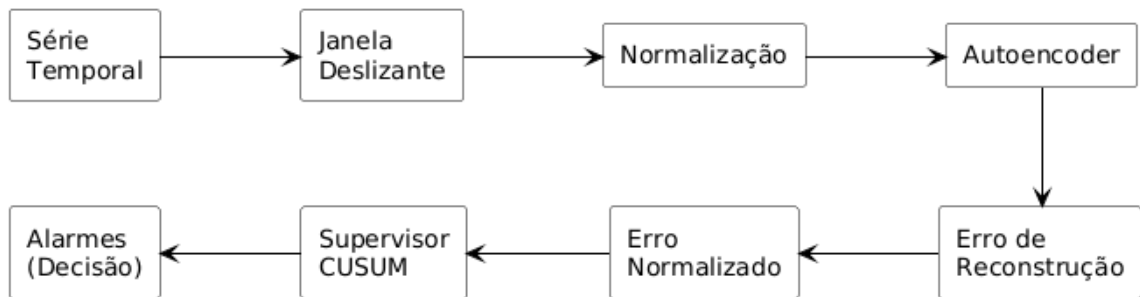 Série
Temporal
Janela
Deslizante
Normalização
Autoencoder
Alarmes
(Decisão)
Supervisor
CUSUM
Erro
Normalizado
Erro de
Reconstrução